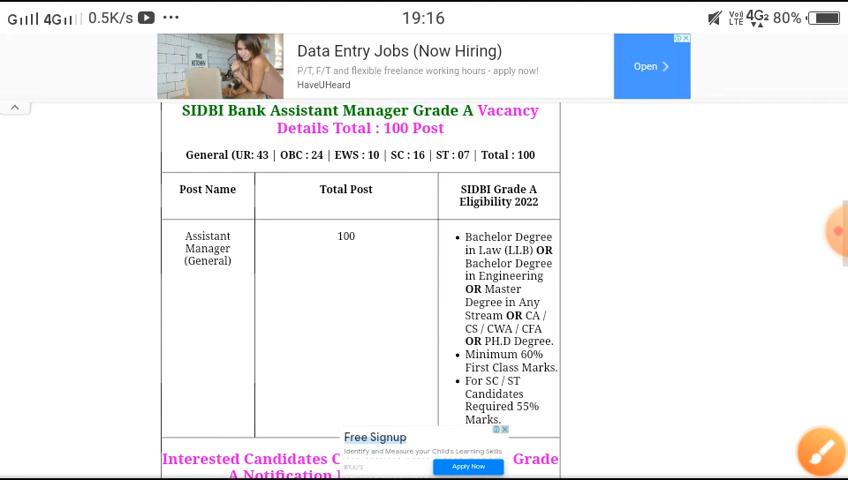 4G 0.5K/s ••• 19:16 Vo) LTE 4G2 80%
THIS KITCHEN
Data Entry Jobs (Now Hiring)
P/T, F/T and flexible freelance working hours - apply now!
HaveUHeard
Open
SIDBI Bank Assistant Manager Grade A Vacancy
Details Total : 100 Post
General (UR: 43 | OBC : 24 | EWS : 10 | SC : 16 | ST : 07 | Total : 100
Post Name Total Post SIDBI Grade A
Eligibility 2022
Assistant
Manager
(General)
100
• Bachelor Degree
in Law (LLB) OR
Bachelor Degree
in Engineering
OR Master
Degree in Any
Stream OR CA /
CS / CWA / CFA
OR PH.D Degree.
• Minimum 60%
First Class Marks.
• For SC / ST
Candidates
Required 55%
Marks.
Free Signup
Identify and Measure your Child's Learning Skills
BYJU'S
Apply Now
Interested Candidates C Grade
A Notification